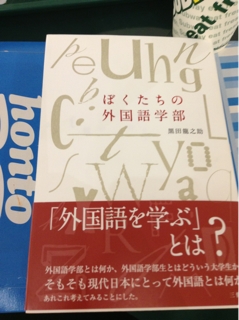 ぼくたちの
外国語学部
黒田龍之助
「外国語を学ぶ」
とは?
外国語学部とは何か、外国語学部生とはどういう大学生か
そもそも現代日本にとって外国語とは何か
あれこれ考えてみることにした。
三
honto
eat f